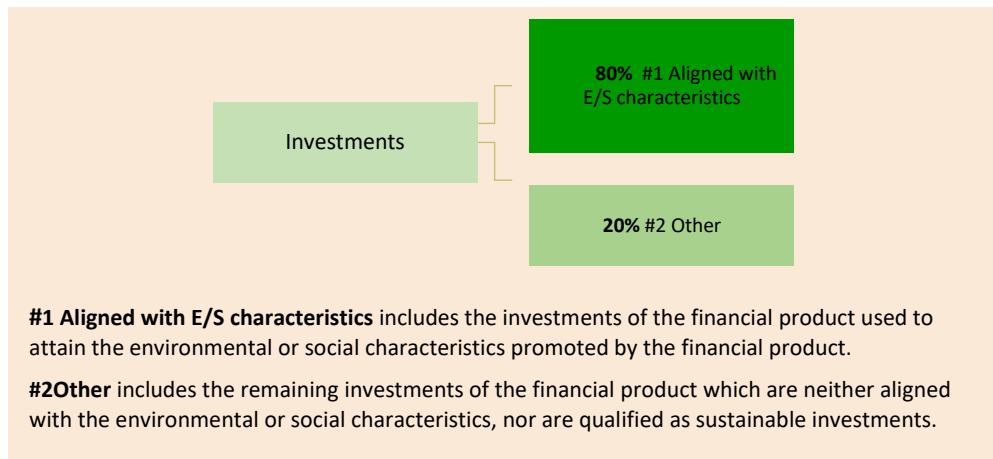 80% #1 Aligned with
E/S characteristics
Investments
20% #2 Other
#1 Aligned with E/S characteristics includes the investments of the financial product used to
attain the environmental or social characteristics promoted by the financial product.
#2Other includes the remaining investments of the financial product which are neither aligned
with the environmental or social characteristics, nor are qualified as sustainable investments.